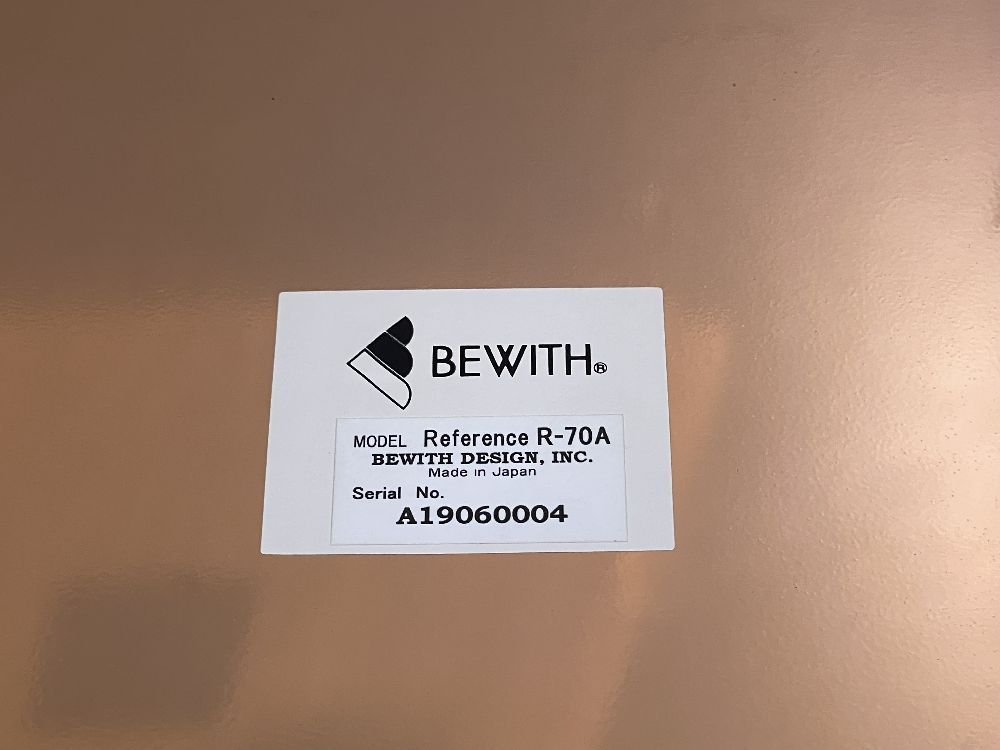 BEWITH®
MODEL Reference R-70A
BEWITH DESIGN, INC.
Made in Japan
Serial No.
A19060004